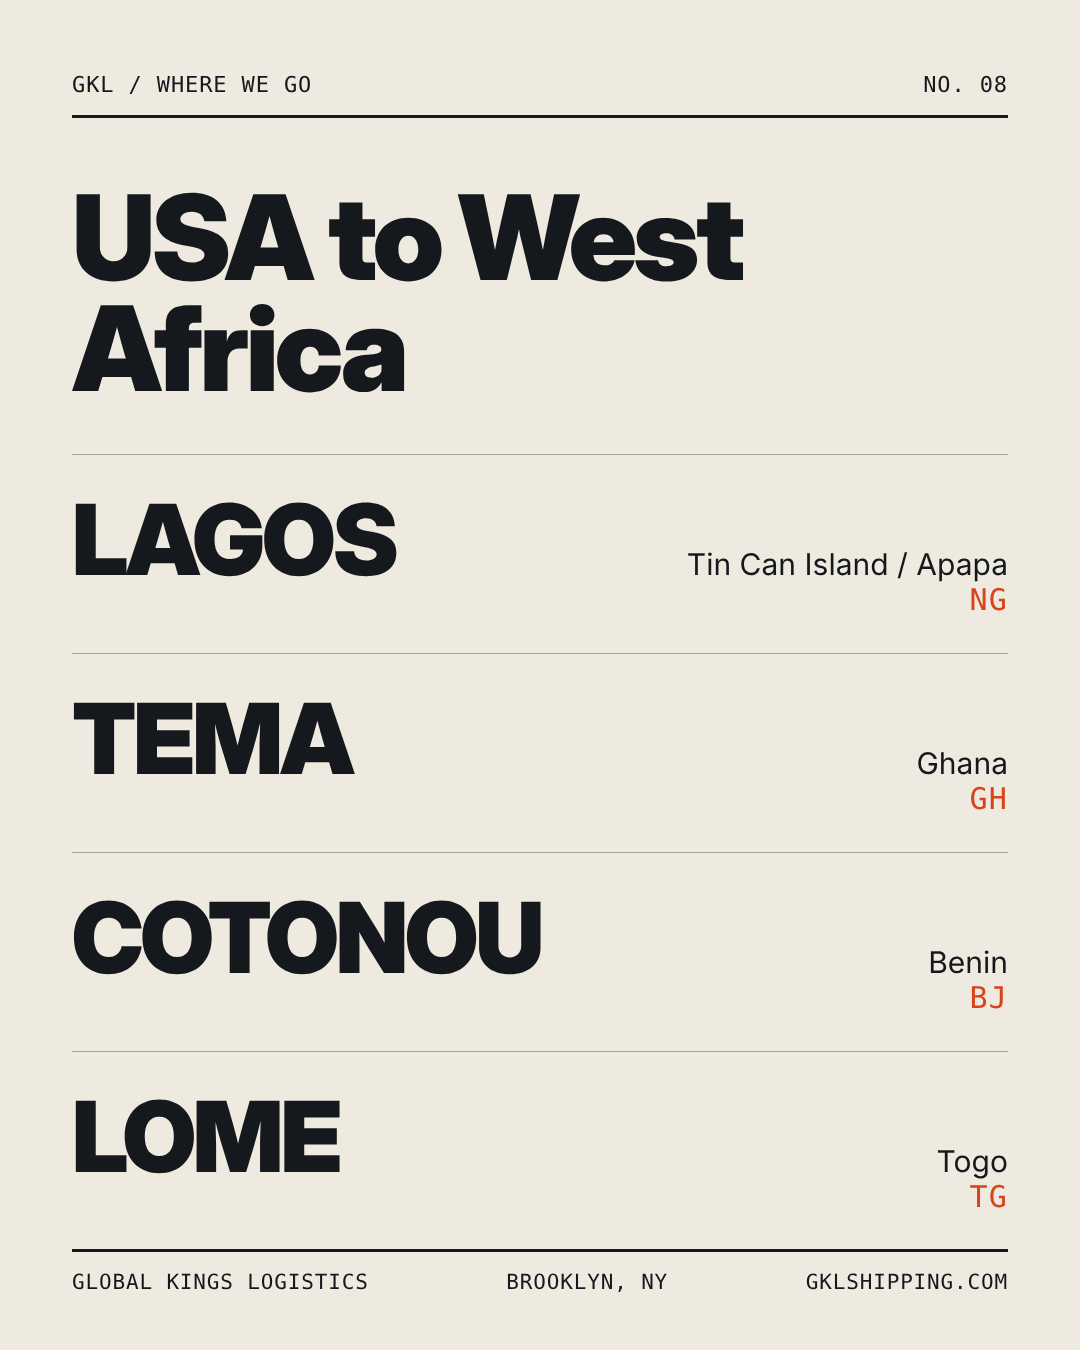 GKL / WHERE WE GO
NO. 08
USA to West
Africa
LAGOS
Tin Can Island / Apapa
NG
TEMA
Ghana
GH
COTONOU
Benin
BJ
LOME
Togo
TG
GLOBAL KINGS LOGISTICS
BROOKLYN, NY
GKLSHIPPING.COM